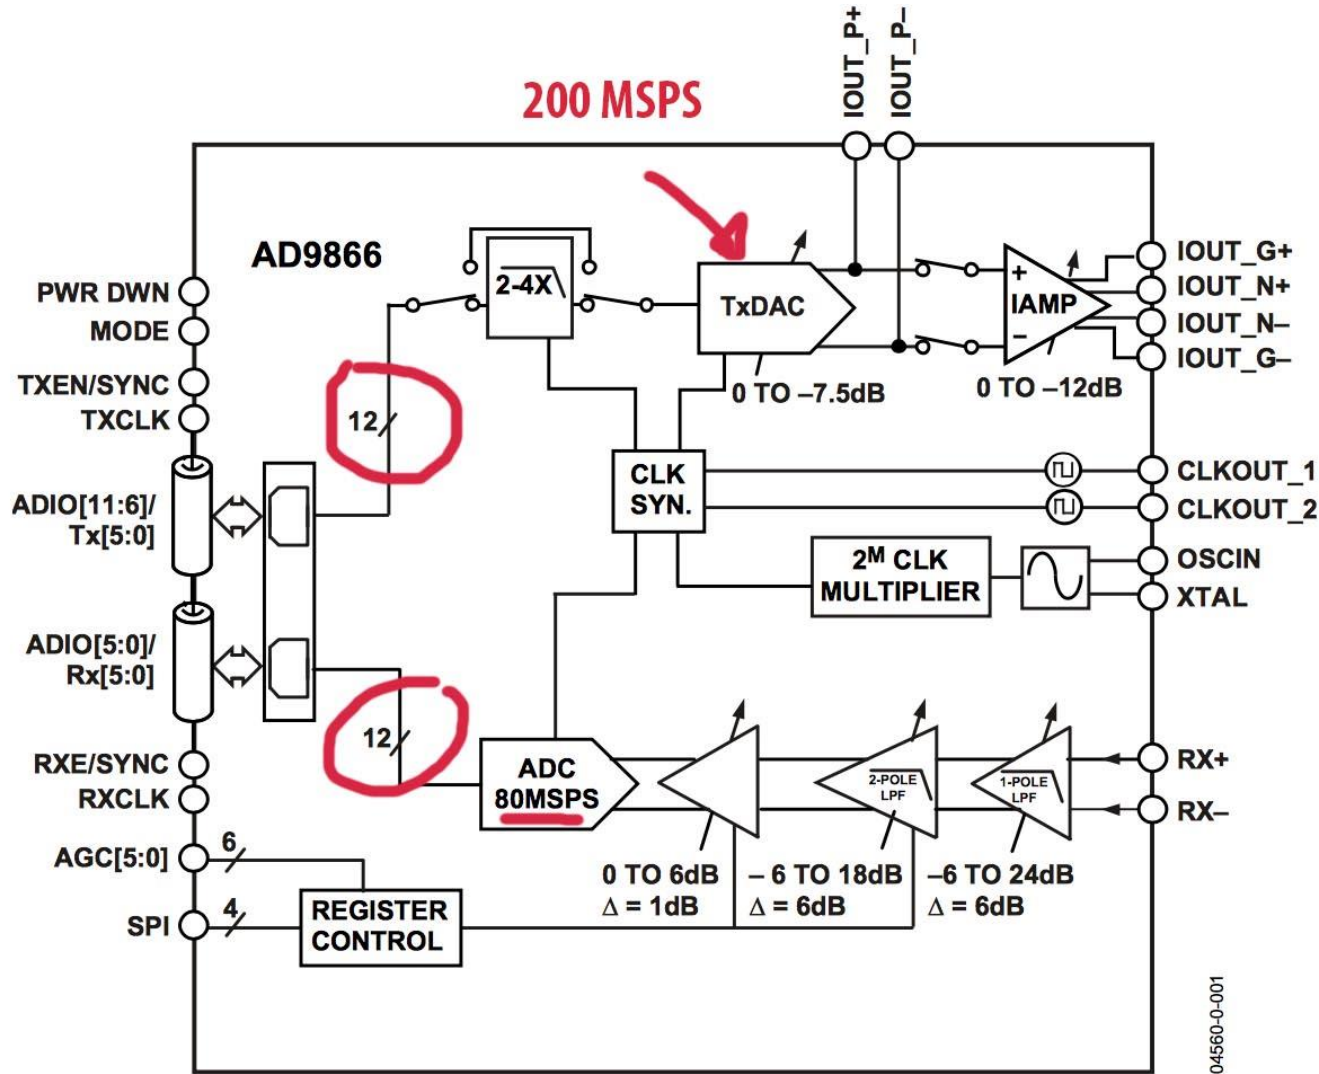 IOUT_P+
IOUT_P–
200 MSPS
AD9866
PWR DWN
MODE
TXEN/SYNC
TXCLK
ADIO[11:6]/
Tx[5:0]
ADIO[5:0]/
Rx[5:0]
RXE/SYNC
RXCLK
AGC[5:0]
SPI
12
2-4X
TxDAC
0 TO –7.5dB
+
IAMP
–
0 TO –12dB
IOUT_G+
IOUT_N+
IOUT_N–
IOUT_G–
CLK
SYN.
CLKOUT_1
CLKOUT_2
2M CLK
MULTIPLIER
OSCIN
XTAL
12
ADC
80MSPS
2-POLE
LPF
1-POLE
LPF
RX+
RX–
0 TO 6dB
Δ = 1dB
– 6 TO 18dB
Δ = 6dB
–6 TO 24dB
Δ = 6dB
6
4
REGISTER
CONTROL
04560-0-001